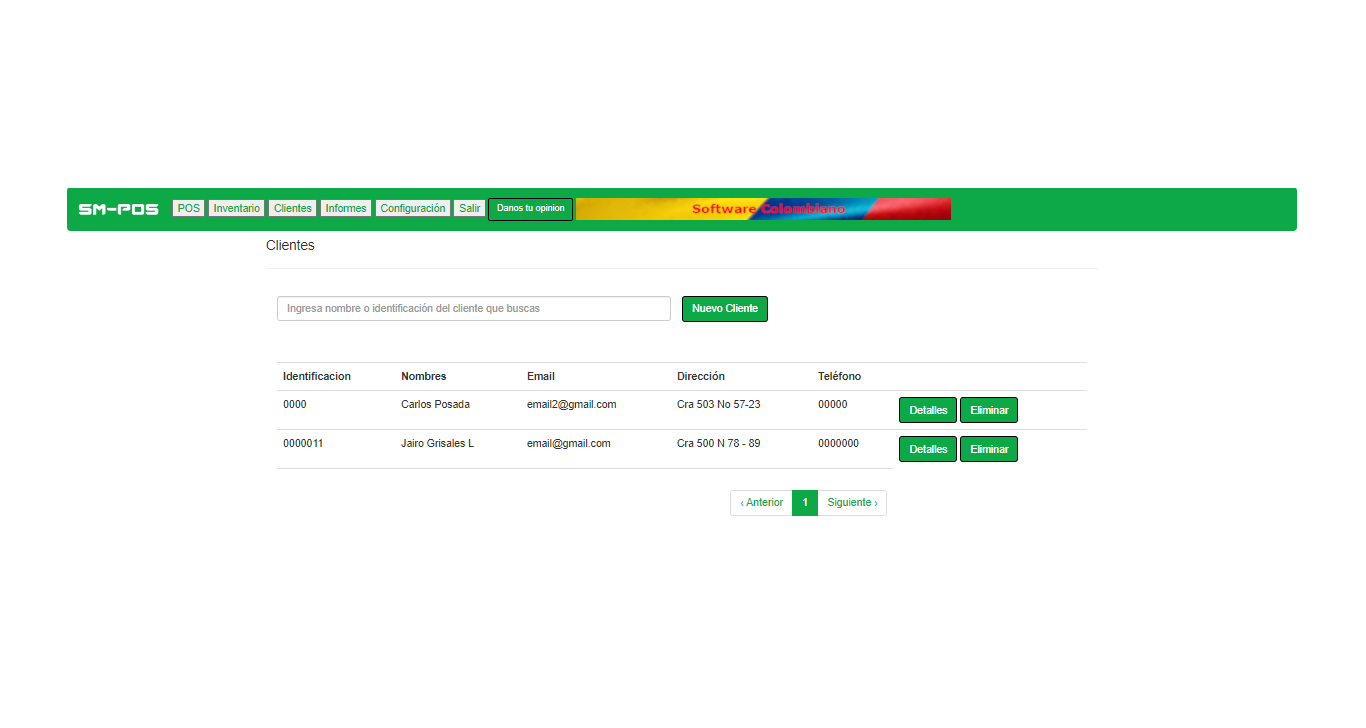 SM-POS POS Inventario Clientes Informes Configuración Salir Danos tu opinion Software Colombiano
Clientes
Ingresa nombre o identificación del cliente que buscas Nuevo Cliente
Identificacion Nombres Email Dirección Teléfono
0000 Carlos Posada email2@gmail.com Cra 503 No 57-23 00000 Detalles Eliminar
0000011 Jairo Grisales L email@gmail.com Cra 500 N 78 - 89 0000000 Detalles Eliminar
‹ Anterior 1 Siguiente ›